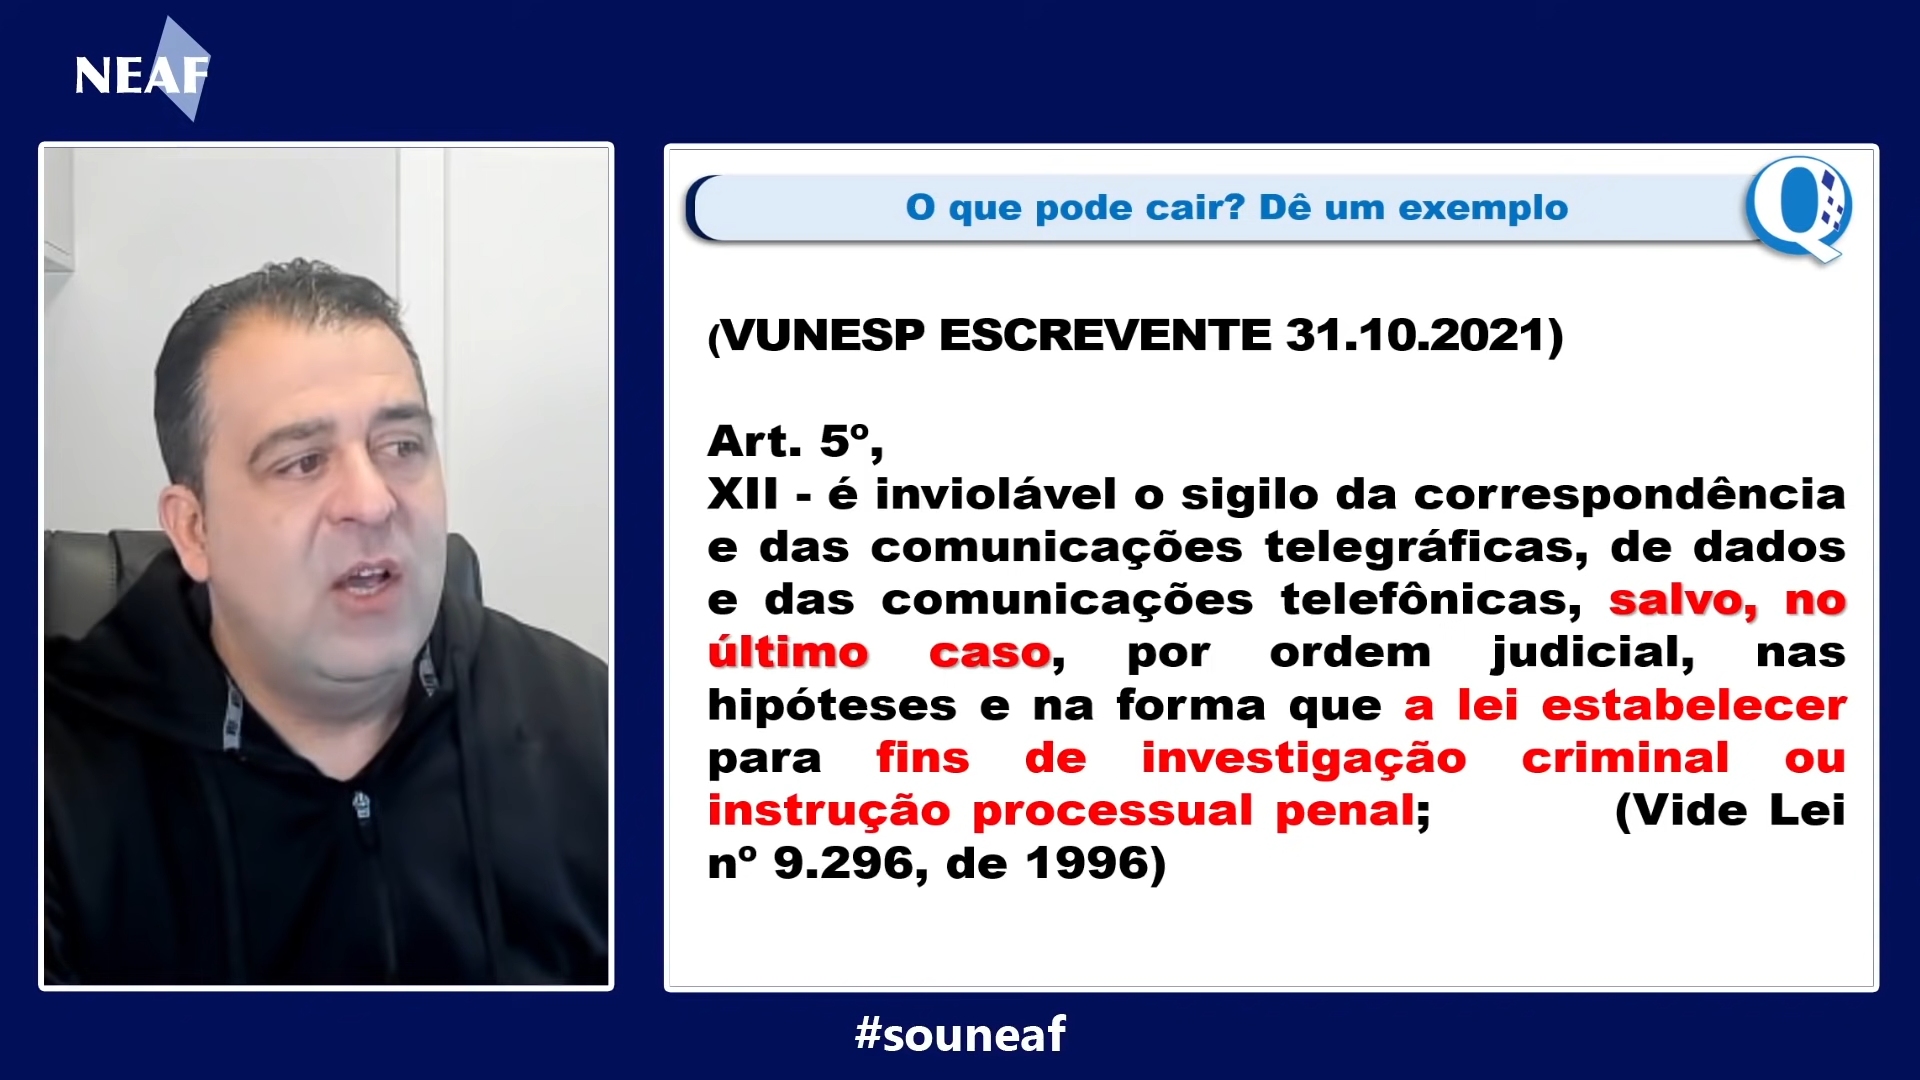 NEAF
O que pode cair? Dê um exemplo
Q
(VUNESP ESCREVENTE 31.10.2021)
Art. 5º,
XII - é inviolável o sigilo da correspondência
e das comunicações telegráficas, de dados
e das comunicações telefônicas, salvo, no
último caso, por ordem judicial, nas
hipóteses e na forma que a lei estabelecer
para fins de investigação criminal ou
instrução processual penal; (Vide Lei
nº 9.296, de 1996)
#souneaf